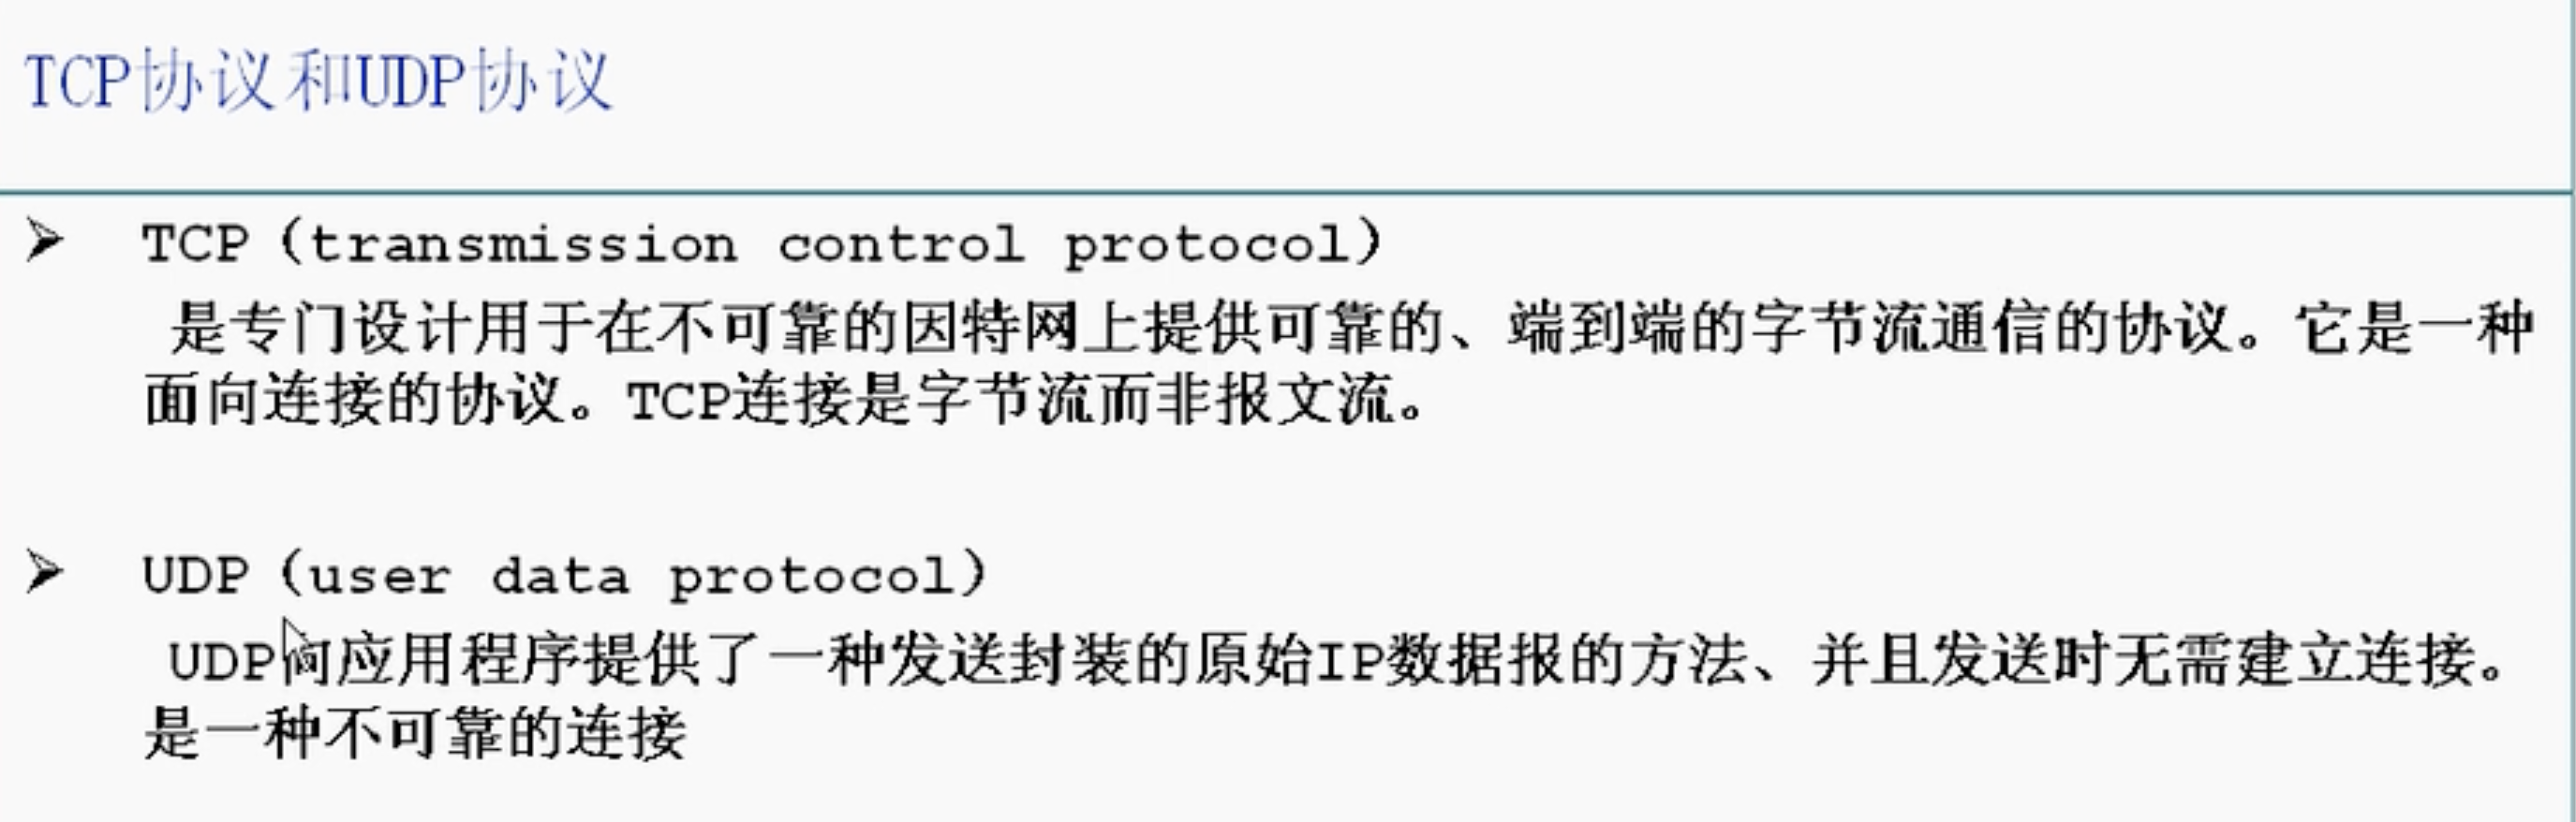 TCP协议和UDP协议
TCP（transmission control protocol）
是专门设计用于在不可靠的因特网上提供可靠的、端到端的字节流通信的协议。它是一种
面向连接的协议。TCP连接是字节流而非报文流。
UDP（user data protocol）
UDP向应用程序提供了一种发送封装的原始IP数据报的方法、并且发送时无需建立连接。
是一种不可靠的连接